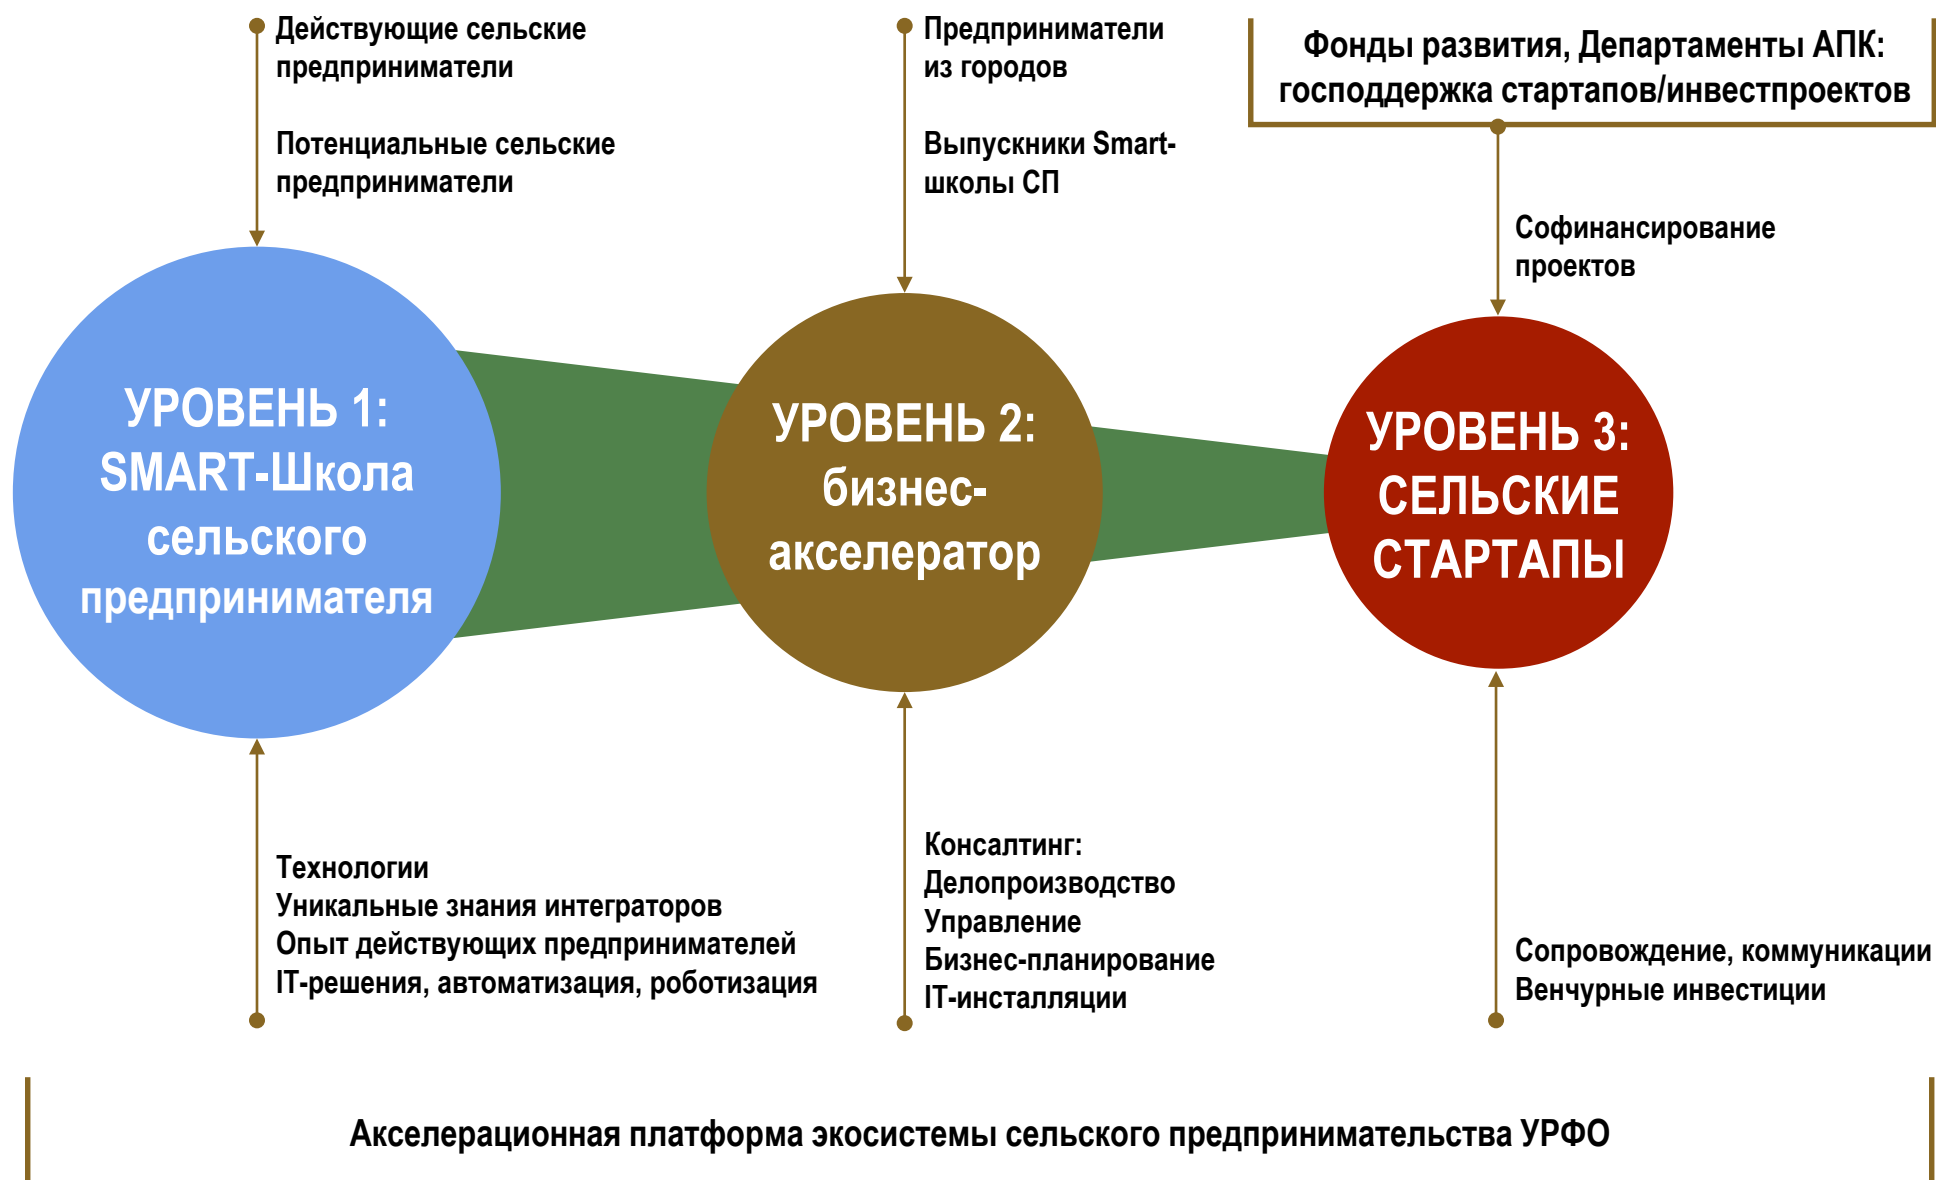 Действующие сельские
предприниматели
Потенциальные сельские
предприниматели
Предприниматели
из городов
Выпускники Smart-
школы СП
Фонды развития, Департаменты АПК:
господдержка стартапов/инвестпроектов
Софинансирование
проектов
УРОВЕНЬ 1:
SMART-Школа
сельского
предпринимателя
УРОВЕНЬ 2:
бизнес-
акселератор
УРОВЕНЬ 3:
СЕЛЬСКИЕ
СТАРТАПЫ
Технологии
Уникальные знания интеграторов
Опыт действующих предпринимателей
IT-решения, автоматизация, роботизация
Консалтинг:
Делопроизводство
Управление
Бизнес-планирование
IT-инсталляции
Сопровождение, коммуникации
Венчурные инвестиции
Акселерационная платформа экосистемы сельского предпринимательства УРФО